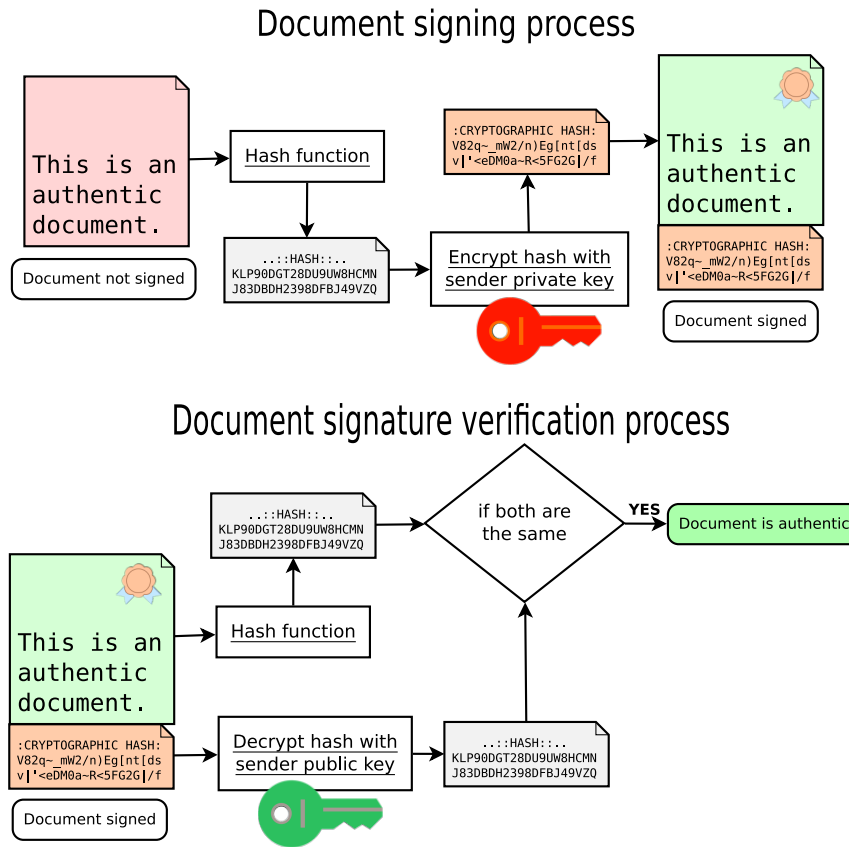 Document signing process
This is an
authentic
document.
Document not signed
Hash function
..::HASH::..
KLP90DGT28DU9UW8HCMN
J83DBDH2398DFBJ49VZQ
Encrypt hash with
sender private key
:CRYPTOGRAPHIC HASH:
V82q~_mW2/n)Eg[nt[ds
v|'<eDM0a~R<5FG2G|/f
This is an
authentic
document.
:CRYPTOGRAPHIC HASH:
V82q~_mW2/n)Eg[nt[ds
v|'<eDM0a~R<5FG2G|/f
Document signed
Document signature verification process
This is an
authentic
document.
:CRYPTOGRAPHIC HASH:
V82q~_mW2/n)Eg[nt[ds
v|'<eDM0a~R<5FG2G|/f
Document signed
Hash function
..::HASH::..
KLP90DGT28DU9UW8HCMN
J83DBDH2398DFBJ49VZQ
Decrypt hash with
sender public key
..::HASH::..
KLP90DGT28DU9UW8HCMN
J83DBDH2398DFBJ49VZQ
if both are
the same
YES
Document is authentic